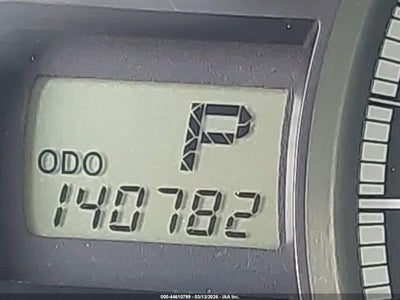 P
ODO
140782
000-44610799 - 03/13/2026 - IAA Inc.